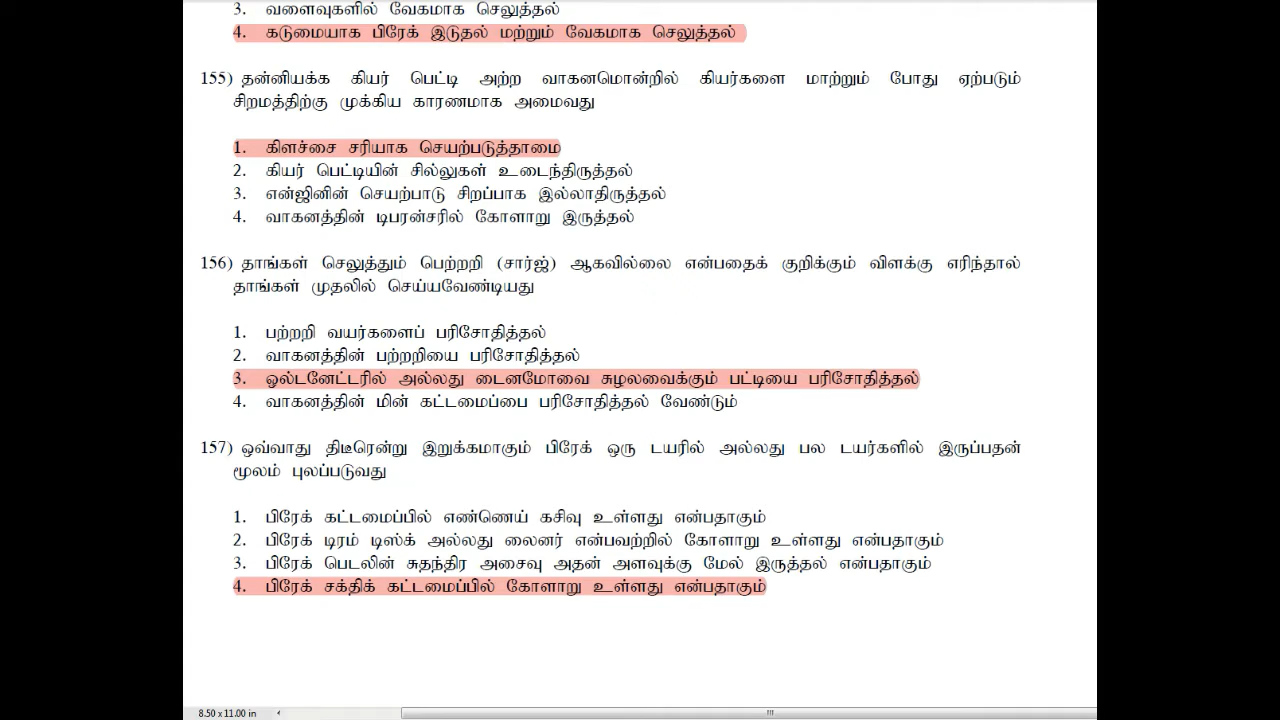 3. வளைவுகளில் வேகமாக செலுத்தல்
4. கடுமையாக பிரேக் இடுதல் மற்றும் வேகமாக செலுத்தல்
155) தன்னியக்க கியர் பெட்டி அற்ற வாகனமொன்றில் கியர்களை மாற்றும் போது ஏற்படும்
சிறமத்திற்கு முக்கிய காரணமாக அமைவது
1. கிளச்சை சரியாக செயற்படுத்தாமை
2. கியர் பெட்டியின் சில்லுகள் உடைந்திருத்தல்
3. என்ஜினின் செயற்பாடு சிறப்பாக இல்லாதிருத்தல்
4. வாகனத்தின் டிபரன்சரில் கோளாறு இருத்தல்
156) தாங்கள் செலுத்தும் பெற்றறி (சார்ஜ்) ஆகவில்லை என்பதைக் குறிக்கும் விளக்கு எரிந்தால்
தாங்கள் முதலில் செய்யவேண்டியது
1. பற்றறி வயர்களைப் பரிசோதித்தல்
2. வாகனத்தின் பற்றறியை பரிசோதித்தல்
3. ஒல்டனேட்டரில் அல்லது டைனமோவை சுழலவைக்கும் பட்டியை பரிசோதித்தல்
4. வாகனத்தின் மின் கட்டமைப்பை பரிசோதித்தல் வேண்டும்
157) ஒவ்வாது திடீரென்று இறுக்கமாகும் பிரேக் ஒரு டயரில் அல்லது பல டயர்களில் இருப்பதன்
மூலம் புலப்படுவது
1. பிரேக் கட்டமைப்பில் எண்ணெய் கசிவு உள்ளது என்பதாகும்
2. பிரேக் டிரம் டிஸ்க் அல்லது லைனர் என்பவற்றில் கோளாறு உள்ளது என்பதாகும்
3. பிரேக் பெடலின் சுதந்திர அசைவு அதன் அளவுக்கு மேல் இருத்தல் என்பதாகும்
4. பிரேக் சக்திக் கட்டமைப்பில் கோளாறு உள்ளது என்பதாகும்
8.50 x 11.00 in